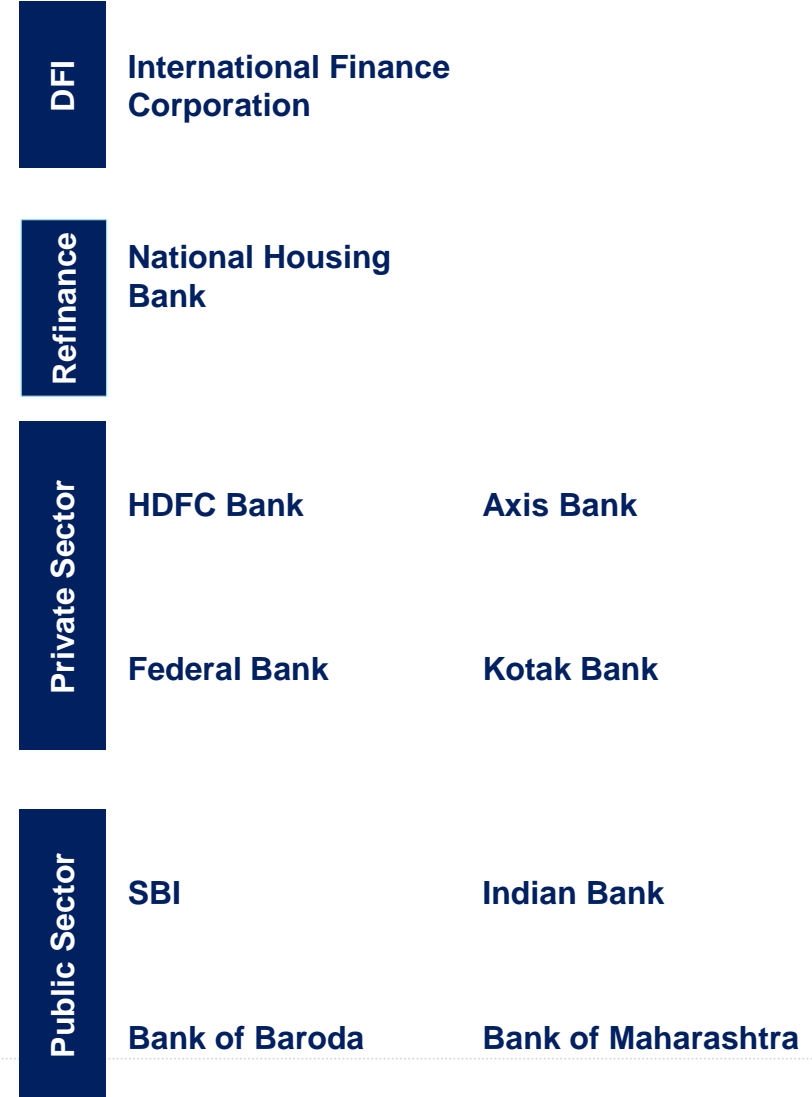 DFI
International Finance
Corporation
Refinance
National Housing
Bank
Private Sector
HDFC Bank
Axis Bank
Federal Bank
Kotak Bank
Public Sector
SBI
Indian Bank
Bank of Baroda
Bank of Maharashtra